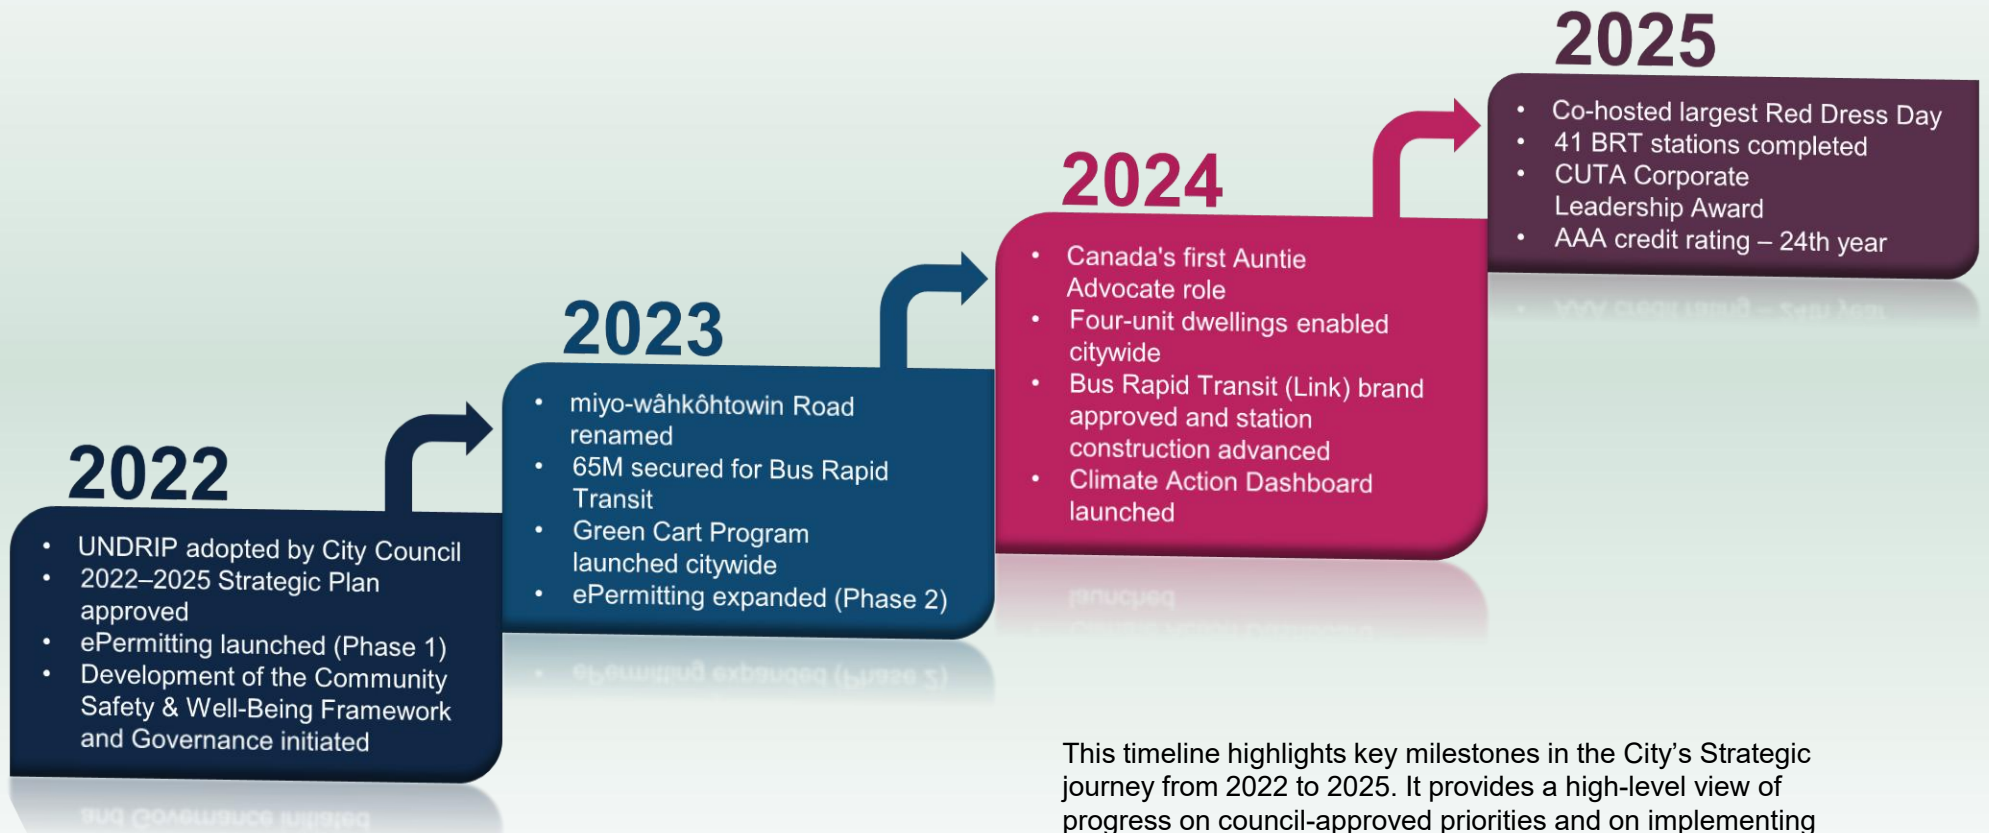 2022
• UNDRIP adopted by City Council
• 2022–2025 Strategic Plan
approved
• ePermitting launched (Phase 1)
• Development of the Community
Safety & Well-Being Framework
and Governance initiated
2023
• miyo-wâhkôhtowin Road
renamed
• 65M secured for Bus Rapid
Transit
• Green Cart Program
launched citywide
• ePermitting expanded (Phase 2)
2024
• Canada's first Auntie
Advocate role
• Four-unit dwellings enabled
citywide
• Bus Rapid Transit (Link) brand
approved and station
construction advanced
• Climate Action Dashboard
launched
2025
• Co-hosted largest Red Dress Day
• 41 BRT stations completed
• CUTA Corporate
Leadership Award
• AAA credit rating – 24th year
This timeline highlights key milestones in the City’s Strategic
journey from 2022 to 2025. It provides a high-level view of
progress on council-approved priorities and on implementing